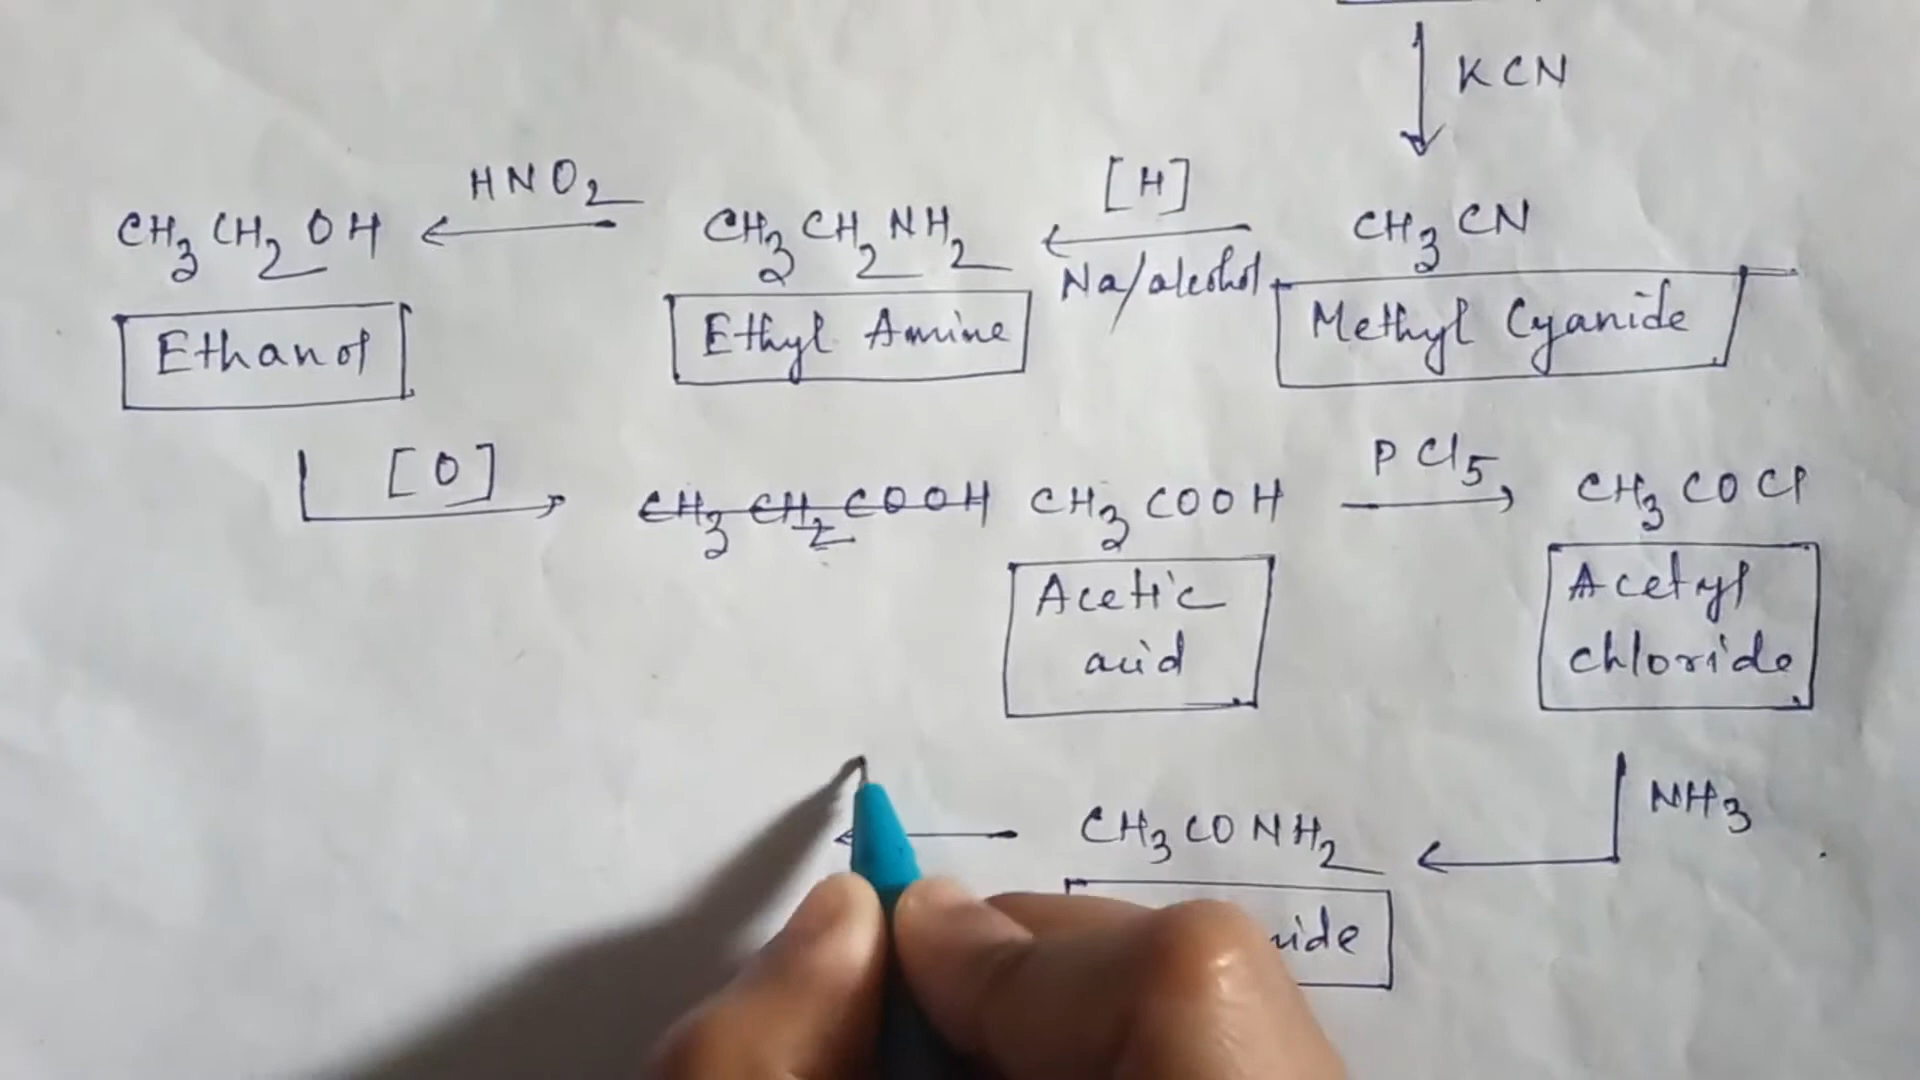 KCN
HNO2
[H]
CH3CH2OH
CH3CH2NH2
CH3CN
Na/alcohol
Ethanol
Ethyl Amine
Methyl Cyanide
[O]
PCl5
CH3CH2COOH CH3COOH
CH3COCl
Acetic
acid
Acetyl
chloride
NH3
CH3CONH2